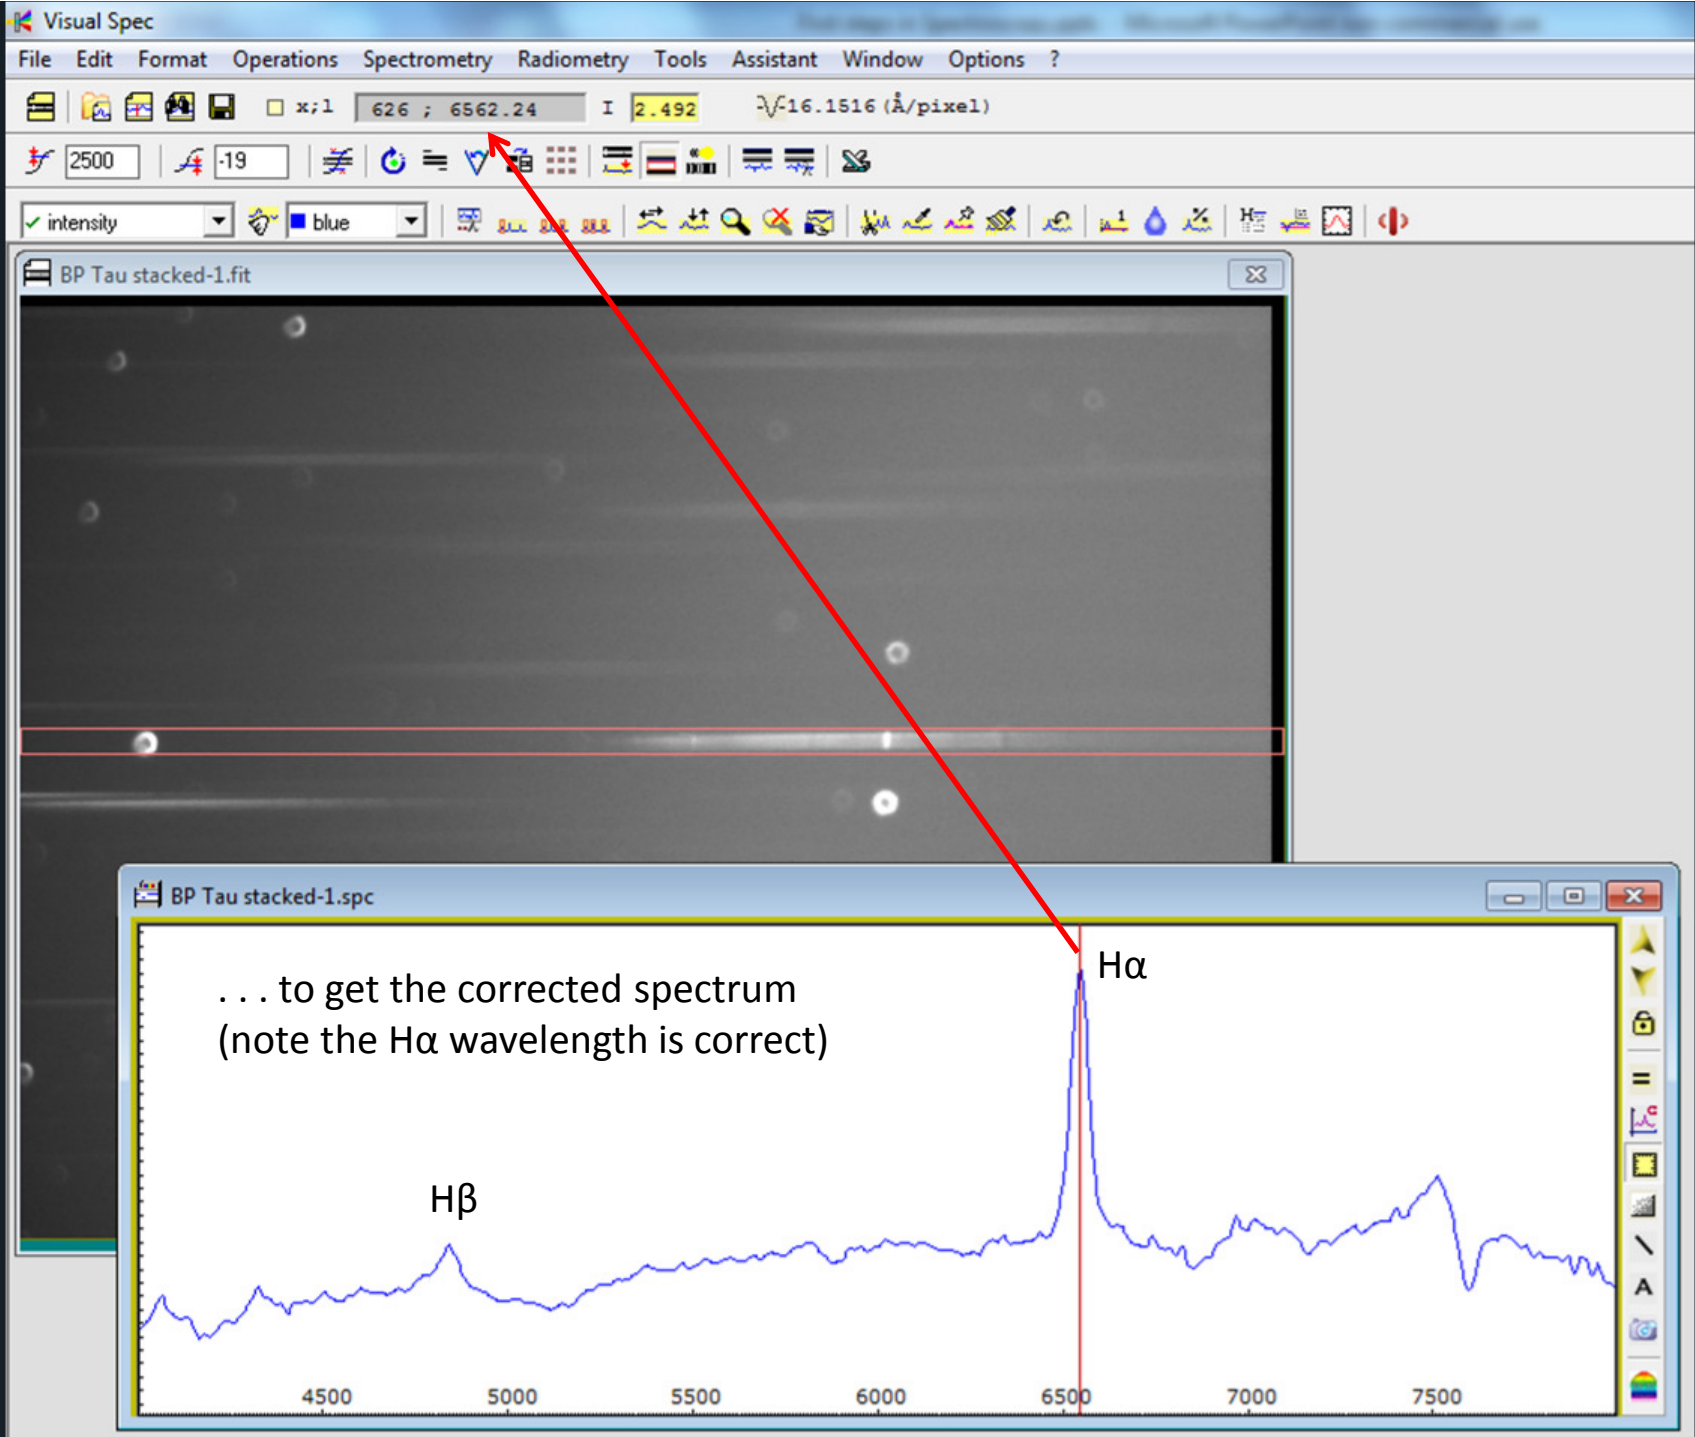 Visual Spec
File Edit Format Operations Spectrometry Radiometry Tools Assistant Window Options ?
x;l 626 ; 6562.24 I 2.492 16.1516 (Å/pixel)
2500 -19
intensity blue
BP Tau stacked-1.fit
BP Tau stacked-1.spc
. . . to get the corrected spectrum
(note the Hα wavelength is correct)
Hα
Hβ
4500 5000 5500 6000 6500 7000 7500